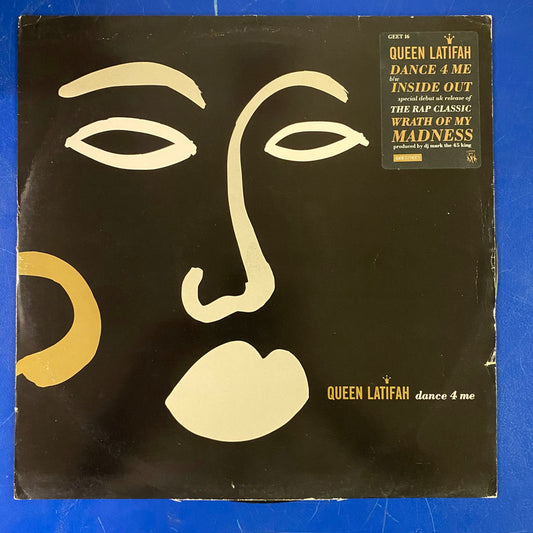 GEET 16
QUEEN LATIFAH
DANCE 4 ME
b/w
INSIDE OUT
special debut uk release of
THE RAP CLASSIC
WRATH OF MY
MADNESS
produced by dj mark the 45 king
QUEEN LATIFAH dance 4 me